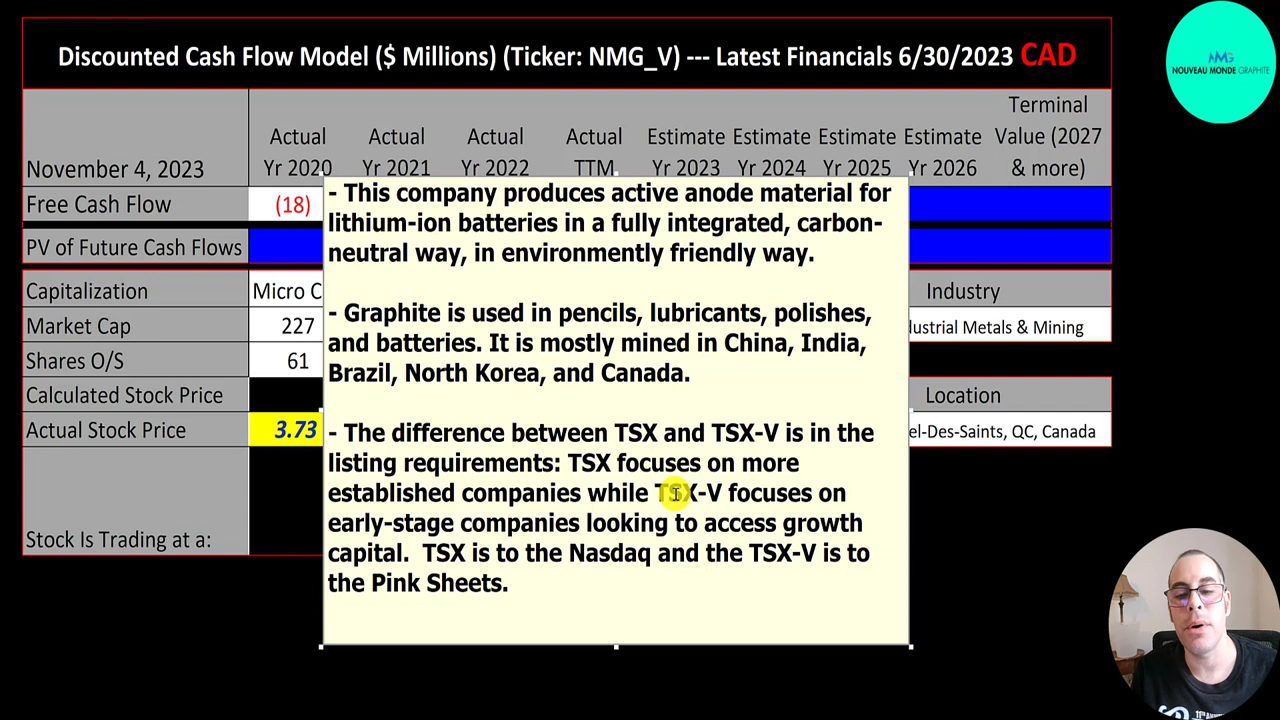 Discounted Cash Flow Model ($ Millions) (Ticker: NMG_V) --- Latest Financials 6/30/2023 CAD
NMG
NOUVEAU MONDE GRAPHITE
November 4, 2023
Actual Yr 2020
Actual Yr 2021
Actual Yr 2022
Actual TTM
Estimate Yr 2023
Estimate Yr 2024
Estimate Yr 2025
Estimate Yr 2026
Terminal Value (2027 & more)
Free Cash Flow (18)
PV of Future Cash Flows
Capitalization Micro C
Industry
Market Cap 227
ustrial Metals & Mining
Shares O/S 61
Calculated Stock Price
Location
Actual Stock Price 3.73
el-Des-Saints, QC, Canada
Stock Is Trading at a:
- This company produces active anode material for
lithium-ion batteries in a fully integrated, carbon-
neutral way, in environmently friendly way.
- Graphite is used in pencils, lubricants, polishes,
and batteries. It is mostly mined in China, India,
Brazil, North Korea, and Canada.
- The difference between TSX and TSX-V is in the
listing requirements: TSX focuses on more
established companies while TSX-V focuses on
early-stage companies looking to access growth
capital. TSX is to the Nasdaq and the TSX-V is to
the Pink Sheets.